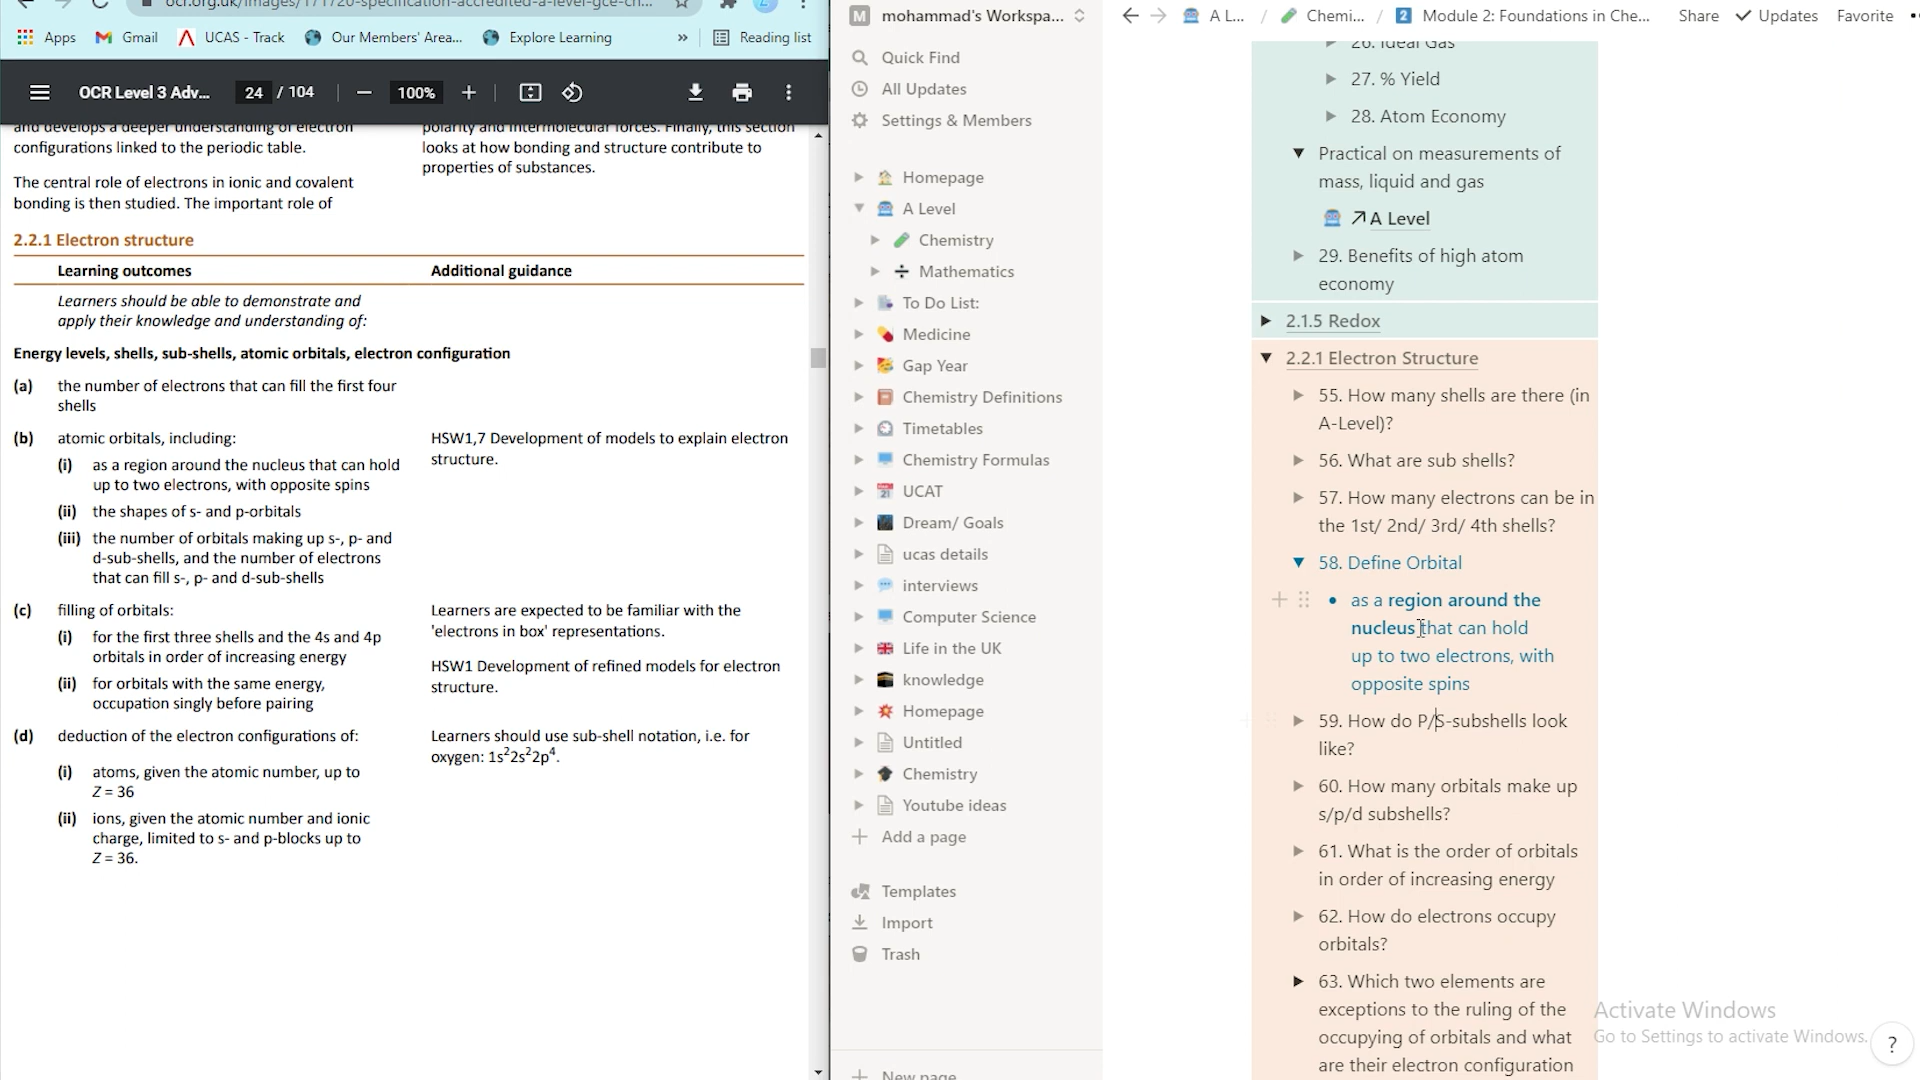 ocr.org.uk/images/171720-specification-accredited-a-level-gce-ch...
Apps
Gmail
UCAS - Track
Our Members' Area...
Explore Learning
»
Reading list
OCR Level 3 Adv...
24 / 104
100%
and develops a deeper understanding of electron
configurations linked to the periodic table.
The central role of electrons in ionic and covalent
bonding is then studied. The important role of
polarity and intermolecular forces. Finally, this section
looks at how bonding and structure contribute to
properties of substances.
2.2.1 Electron structure
Learning outcomes
Additional guidance
Learners should be able to demonstrate and
apply their knowledge and understanding of:
Energy levels, shells, sub-shells, atomic orbitals, electron configuration
(a) the number of electrons that can fill the first four
shells
(b) atomic orbitals, including:
HSW1,7 Development of models to explain electron
structure.
(i) as a region around the nucleus that can hold
up to two electrons, with opposite spins
(ii) the shapes of s- and p-orbitals
(iii) the number of orbitals making up s-, p- and
d-sub-shells, and the number of electrons
that can fill s-, p- and d-sub-shells
(c) filling of orbitals:
Learners are expected to be familiar with the
'electrons in box' representations.
(i) for the first three shells and the 4s and 4p
orbitals in order of increasing energy
HSW1 Development of refined models for electron
structure.
(ii) for orbitals with the same energy,
occupation singly before pairing
(d) deduction of the electron configurations of:
Learners should use sub-shell notation, i.e. for
oxygen: 1s²2s²2p⁴.
(i) atoms, given the atomic number, up to
Z = 36
(ii) ions, given the atomic number and ionic
charge, limited to s- and p-blocks up to
Z = 36.
M mohammad's Workspa...
Quick Find
All Updates
Settings & Members
Homepage
A Level
Chemistry
Mathematics
To Do List:
Medicine
Gap Year
Chemistry Definitions
Timetables
Chemistry Formulas
UCAT
Dream/ Goals
ucas details
interviews
Computer Science
Life in the UK
knowledge
Homepage
Untitled
Chemistry
Youtube ideas
Add a page
Templates
Import
Trash
New page
A L... / Chemi... / 2 Module 2: Foundations in Che...
Share
Updates
Favorite
26. Ideal Gas
27. % Yield
28. Atom Economy
Practical on measurements of
mass, liquid and gas
A Level
29. Benefits of high atom
economy
2.1.5 Redox
2.2.1 Electron Structure
55. How many shells are there (in
A-Level)?
56. What are sub shells?
57. How many electrons can be in
the 1st/ 2nd/ 3rd/ 4th shells?
58. Define Orbital
• as a region around the
nucleus that can hold
up to two electrons, with
opposite spins
59. How do P/S-subshells look
like?
60. How many orbitals make up
s/p/d subshells?
61. What is the order of orbitals
in order of increasing energy
62. How do electrons occupy
orbitals?
63. Which two elements are
exceptions to the ruling of the
occupying of orbitals and what
are their electron configuration
Activate Windows
Go to Settings to activate Windows.
?